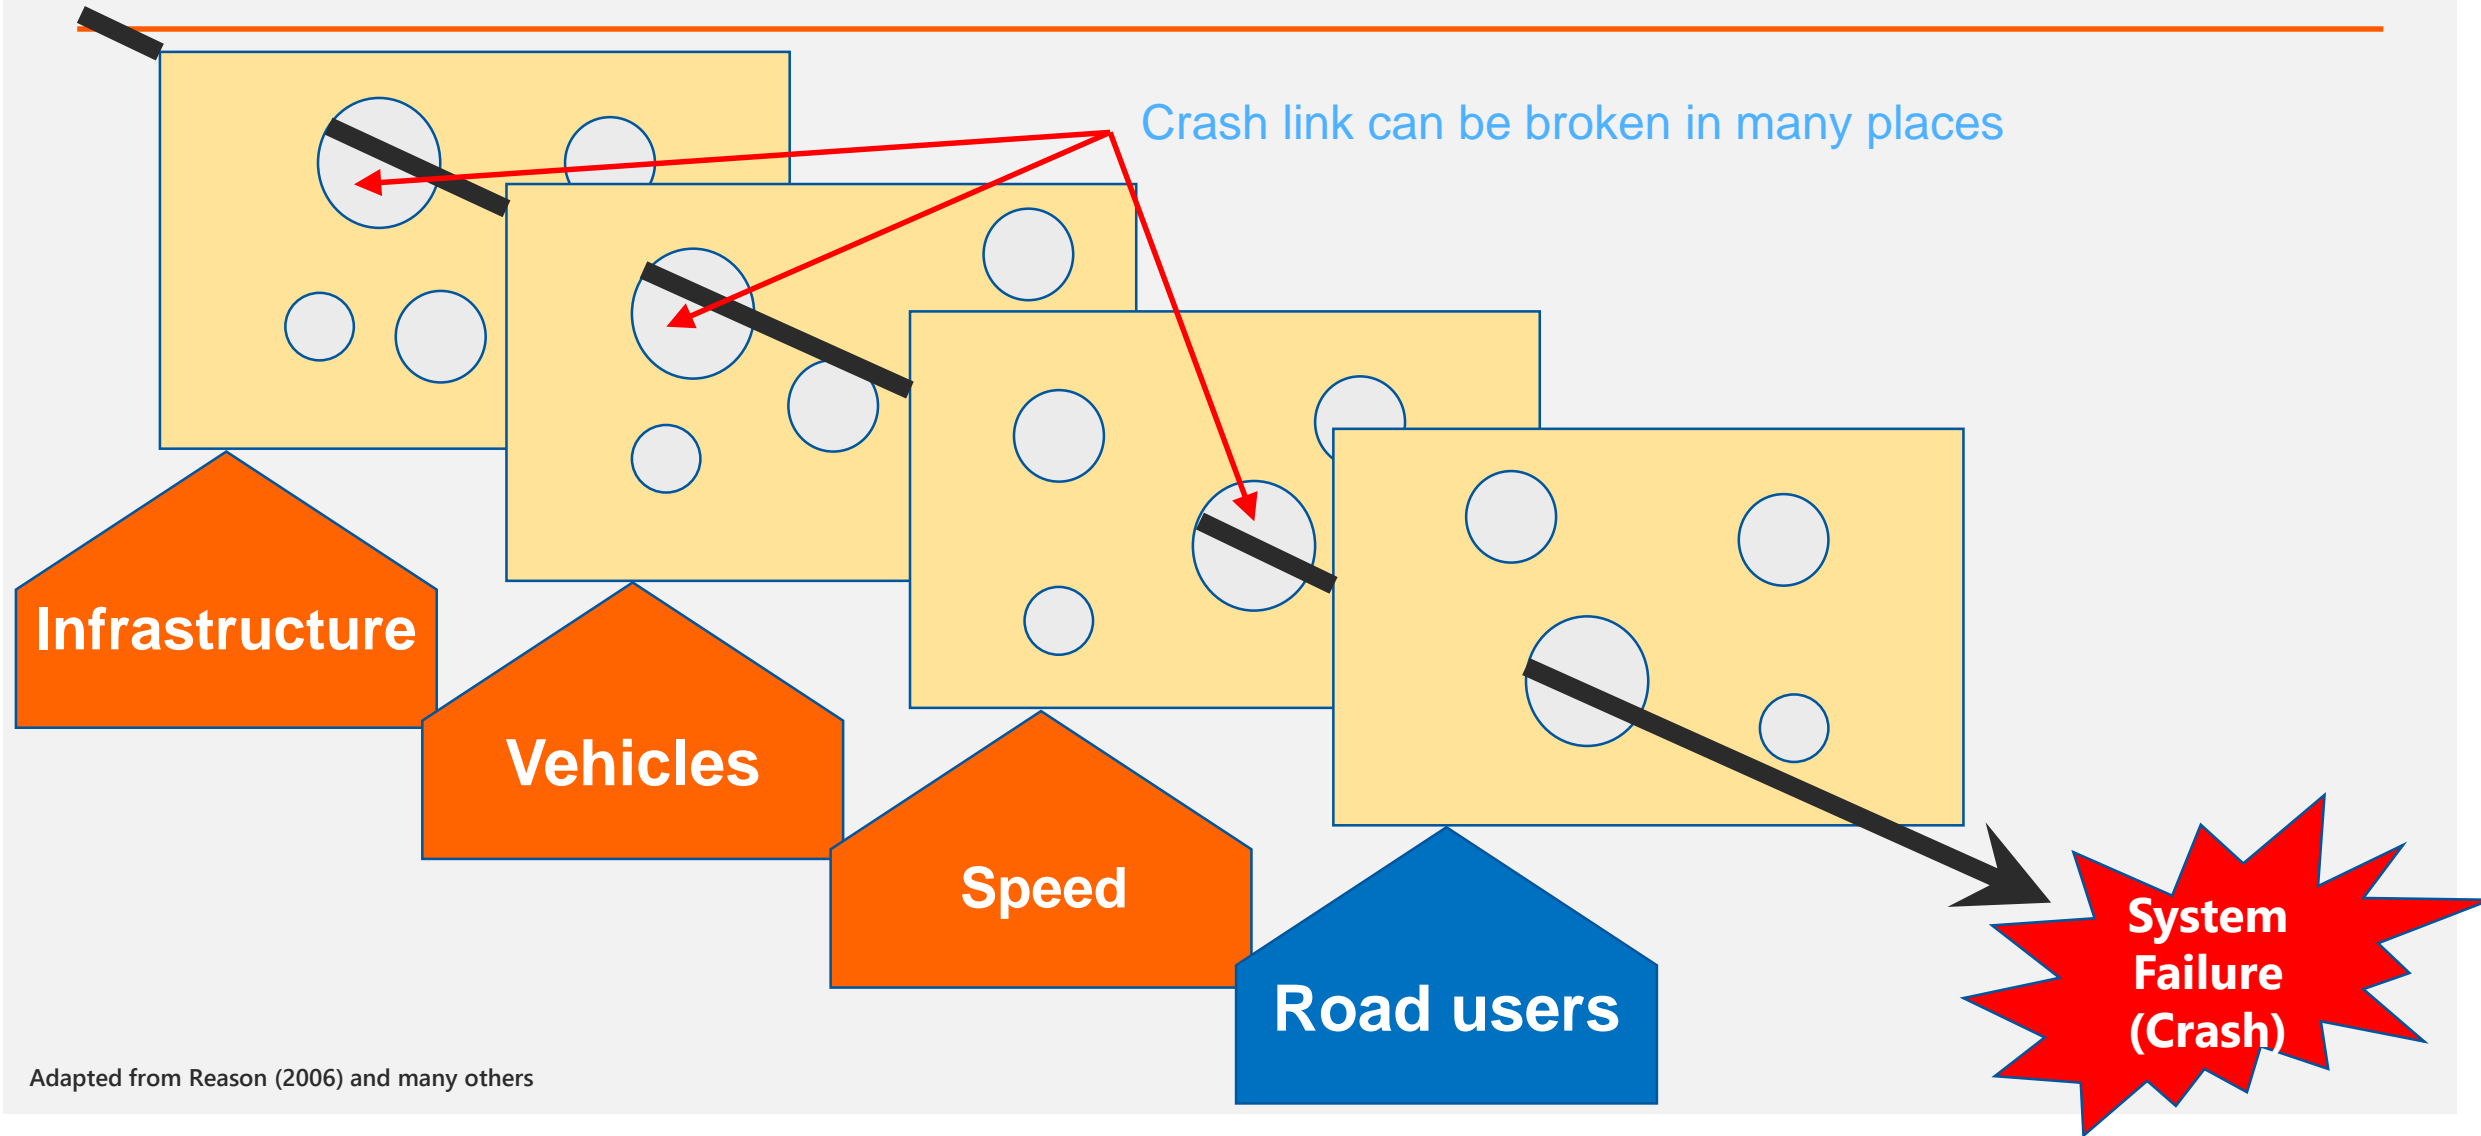 Crash link can be broken in many places
Infrastructure
Vehicles
Speed
Road users
System
Failure
(Crash)
Adapted from Reason (2006) and many others